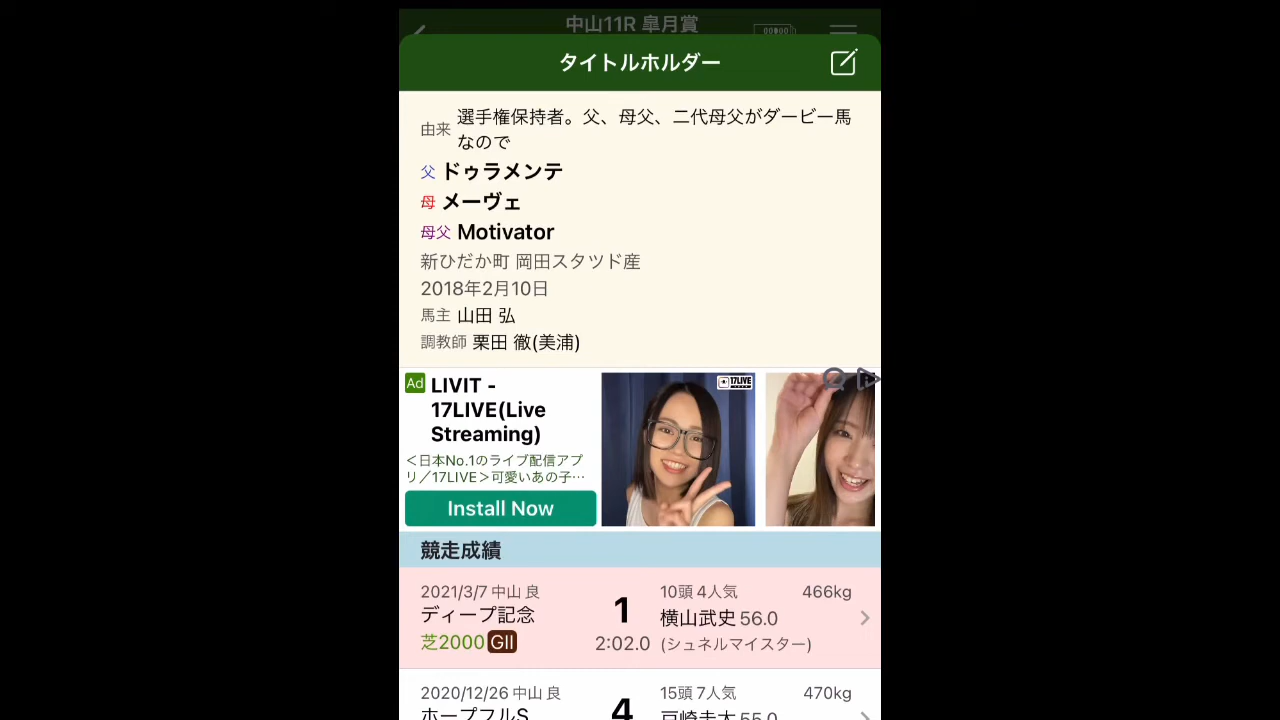 中山11R 皐月賞
タイトルホルダー
由来 選手権保持者。父、母父、二代母父がダービー馬
なので
父 ドゥラメンテ
母 メーヴェ
母父 Motivator
新ひだか町 岡田スタツド産
2018年2月10日
馬主 山田 弘
調教師 栗田 徹(美浦)
Ad LIVIT -
17LIVE(Live
Streaming)
＜日本No.1のライブ配信アプ
リ／17LIVE＞可愛いあの子…
Install Now
17LIVE
競走成績
2021/3/7 中山 良 10頭 4人気 466kg
ディープ記念 1 横山武史 56.0
芝2000 GII 2:02.0 (シュネルマイスター)
2020/12/26 中山 良 15頭 7人気 470kg
ホープフルS 4 戸崎圭太 55.0